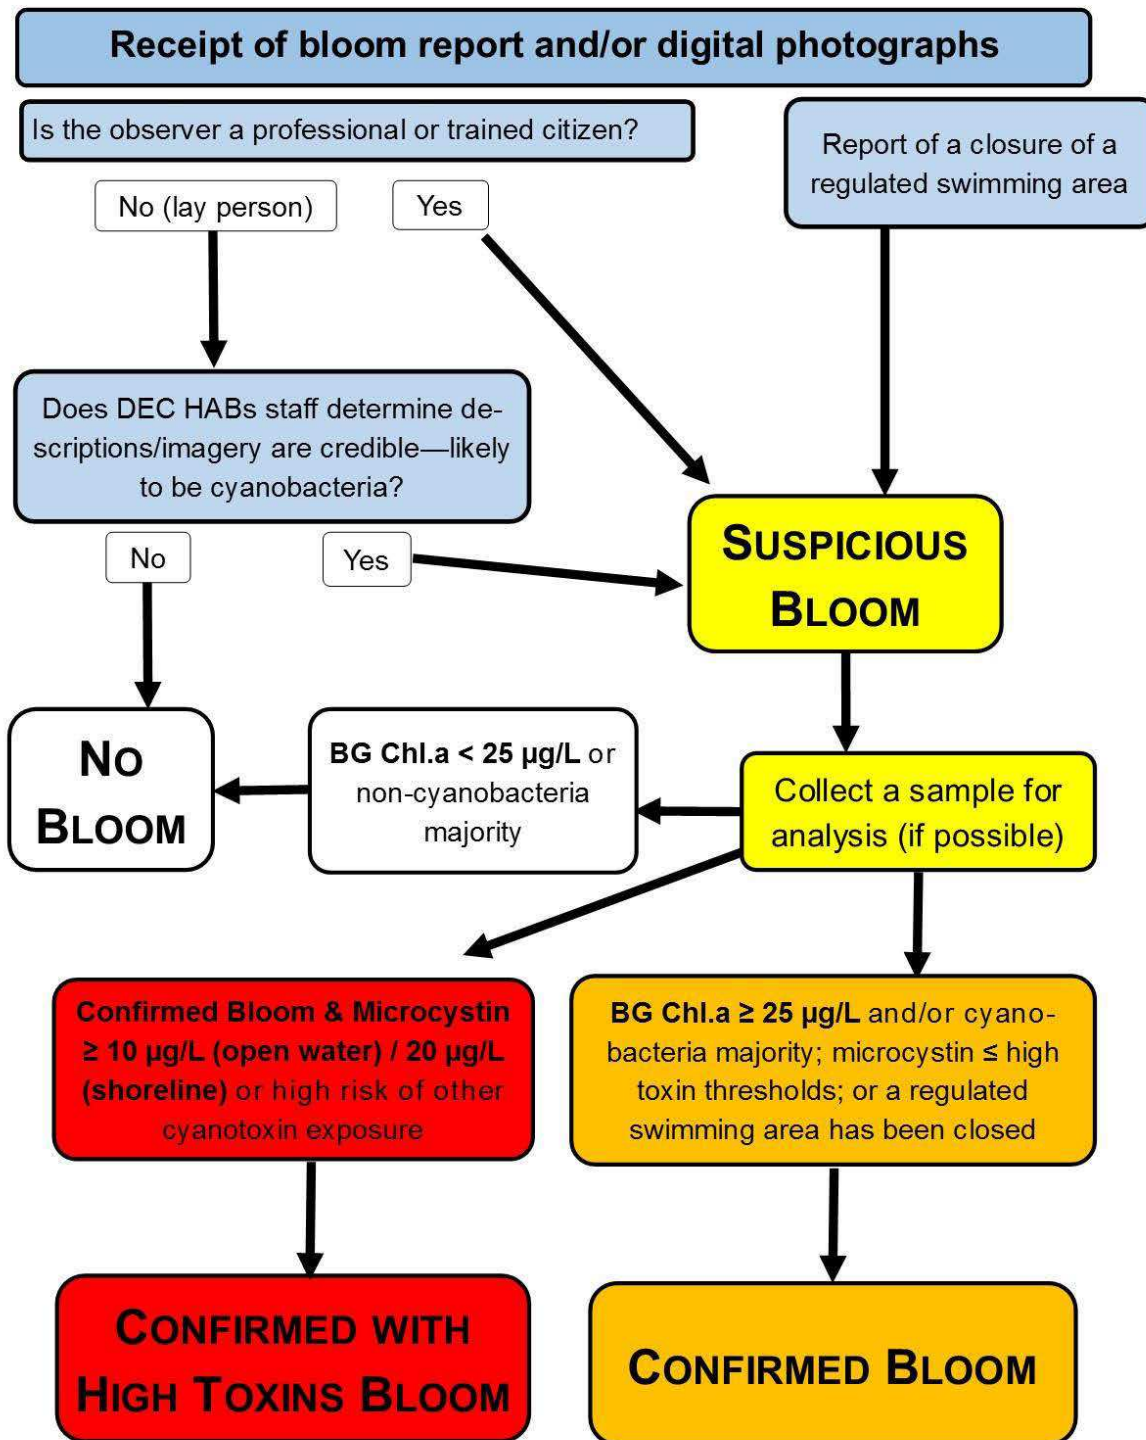 Receipt of bloom report and/or digital photographs
Is the observer a professional or trained citizen?
Report of a closure of a
regulated swimming area
No (lay person)
Yes
Does DEC HABs staff determine de-
scriptions/imagery are credible—likely
to be cyanobacteria?
No
Yes
SUSPICIOUS
BLOOM
NO
BLOOM
BG Chl.a < 25 µg/L or
non-cyanobacteria
majority
Collect a sample for
analysis (if possible)
Confirmed Bloom & Microcystin
≥ 10 µg/L (open water) / 20 µg/L
(shoreline) or high risk of other
cyanotoxin exposure
BG Chl.a ≥ 25 µg/L and/or cyano-
bacteria majority; microcystin ≤ high
toxin thresholds; or a regulated
swimming area has been closed
CONFIRMED WITH
HIGH TOXINS BLOOM
CONFIRMED BLOOM